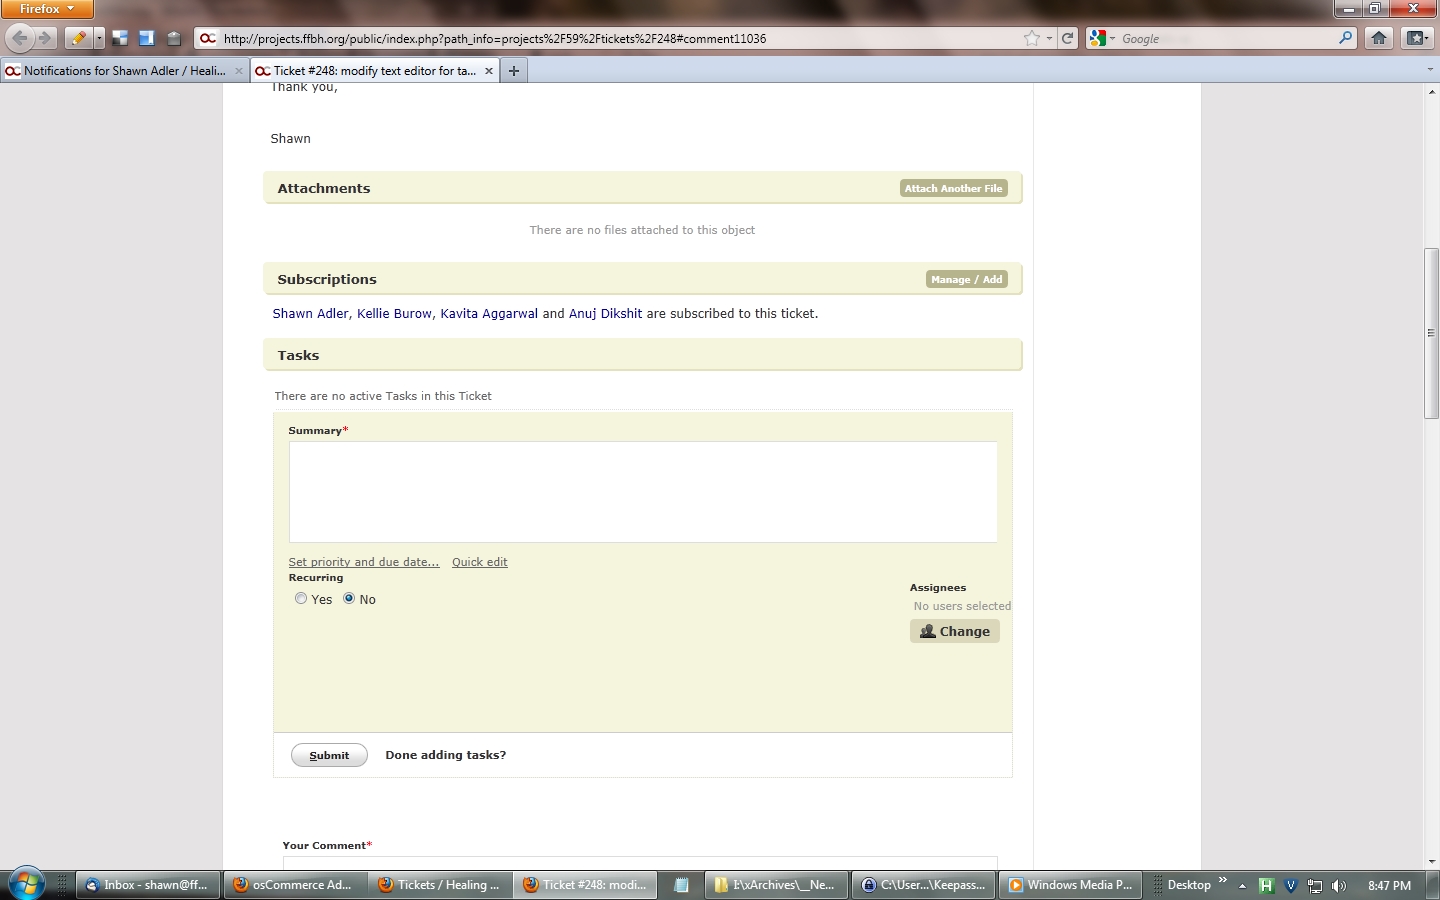 Firefox
http://projects.ffbh.org/public/index.php?path_info=projects%2F59%2Ftickets%2F248#comment11036
Google
Notifications for Shawn Adler / Heali...
Ticket #248: modify text editor for ta...
Thank you,
Shawn
Attachments
Attach Another File
There are no files attached to this object
Subscriptions
Manage / Add
Shawn Adler, Kellie Burow, Kavita Aggarwal and Anuj Dikshit are subscribed to this ticket.
Tasks
There are no active Tasks in this Ticket
Summary*
Set priority and due date... Quick edit
Recurring
Yes No
Assignees
No users selected
Change
Submit
Done adding tasks?
Your Comment*
Inbox - shawn@ff...
osCommerce Ad...
Tickets / Healing ...
Ticket #248: modi...
E:\xArchives\__Ne...
C:\User...\Keepass...
Windows Media P...
Desktop
8:47 PM